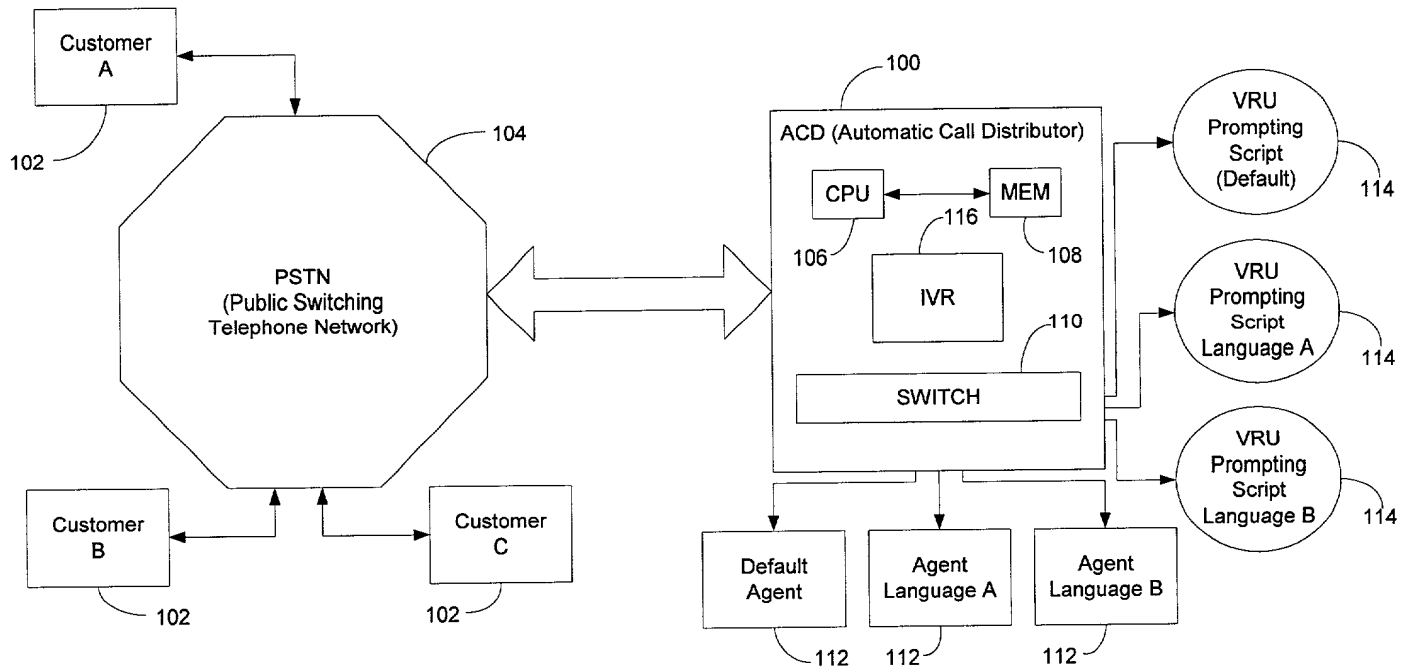 Customer
A
102
104
PSTN
(Public Switching
Telephone Network)
Customer
B
102
Customer
C
102
100
ACD (Automatic Call Distributor)
CPU
MEM
106
116
108
IVR
110
SWITCH
VRU
Prompting
Script
(Default)
114
VRU
Prompting
Script
Language A
114
VRU
Prompting
Script
Language B
114
Default
Agent
112
Agent
Language A
112
Agent
Language B
112